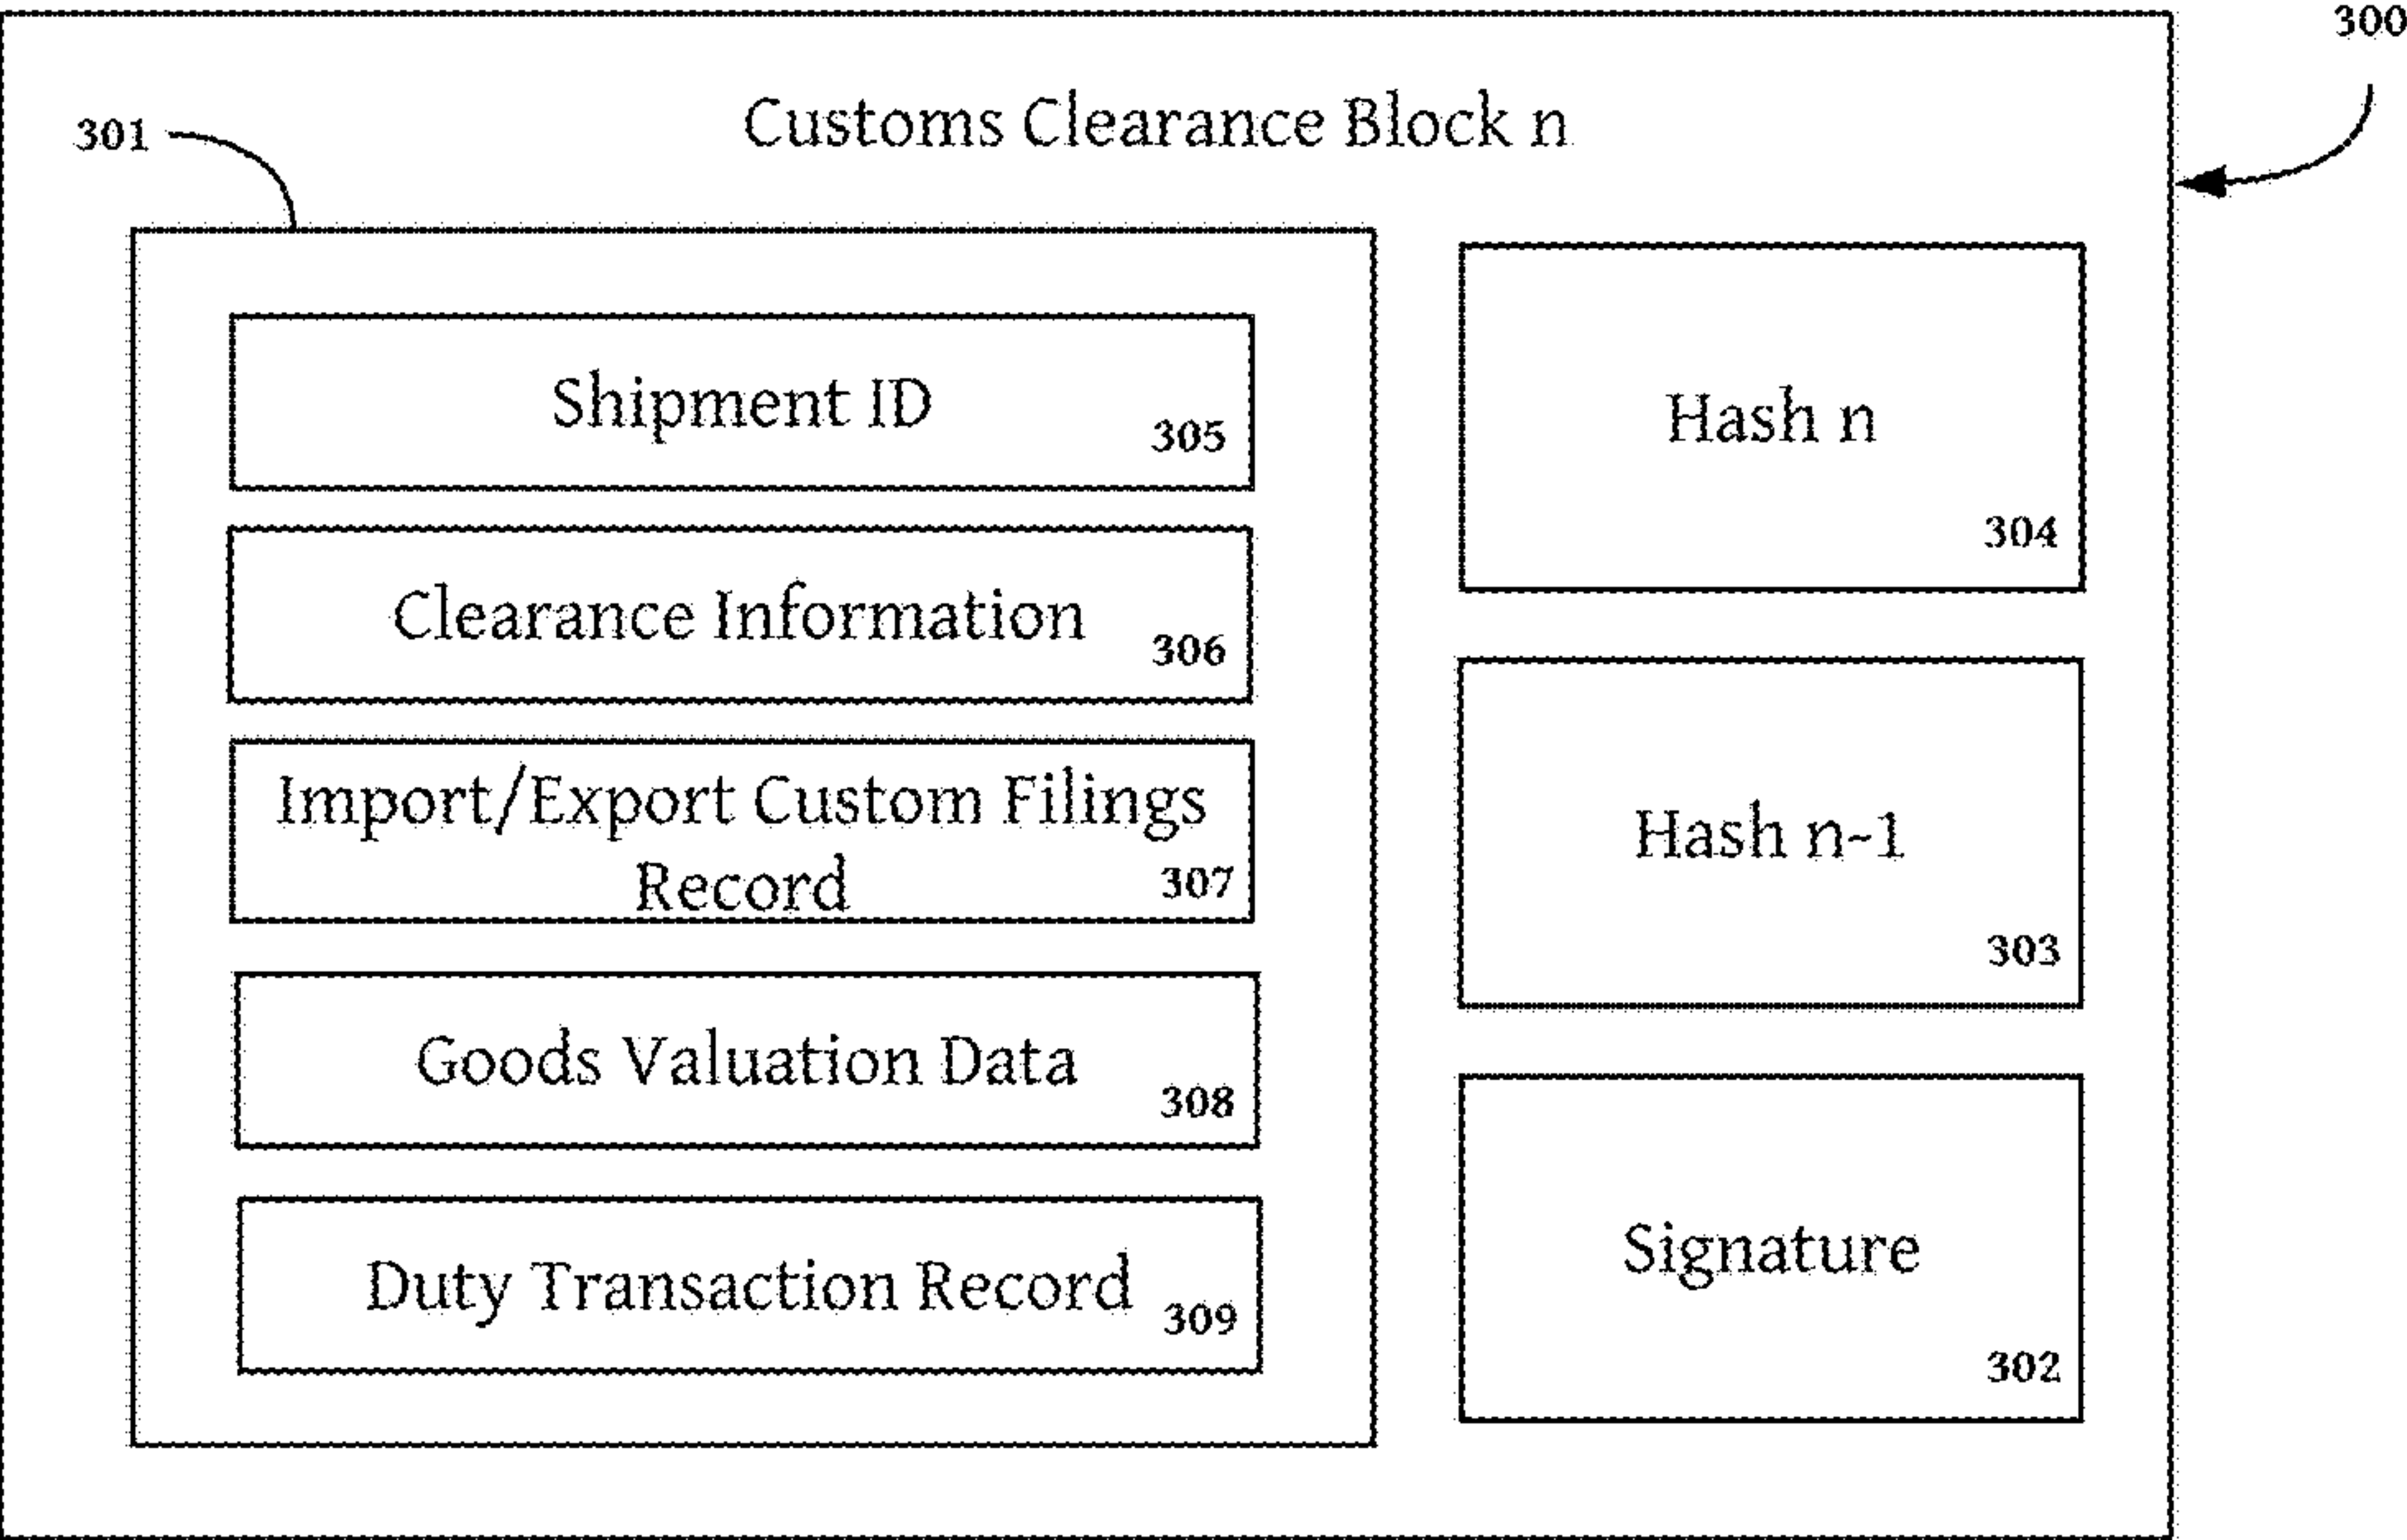 300
Customs Clearance Block n
301
Shipment ID
305
Clearance Information
306
Import/Export Custom Filings
Record
307
Goods Valuation Data
308
Duty Transaction Record
309
Hash n
304
Hash n-1
303
Signature
302